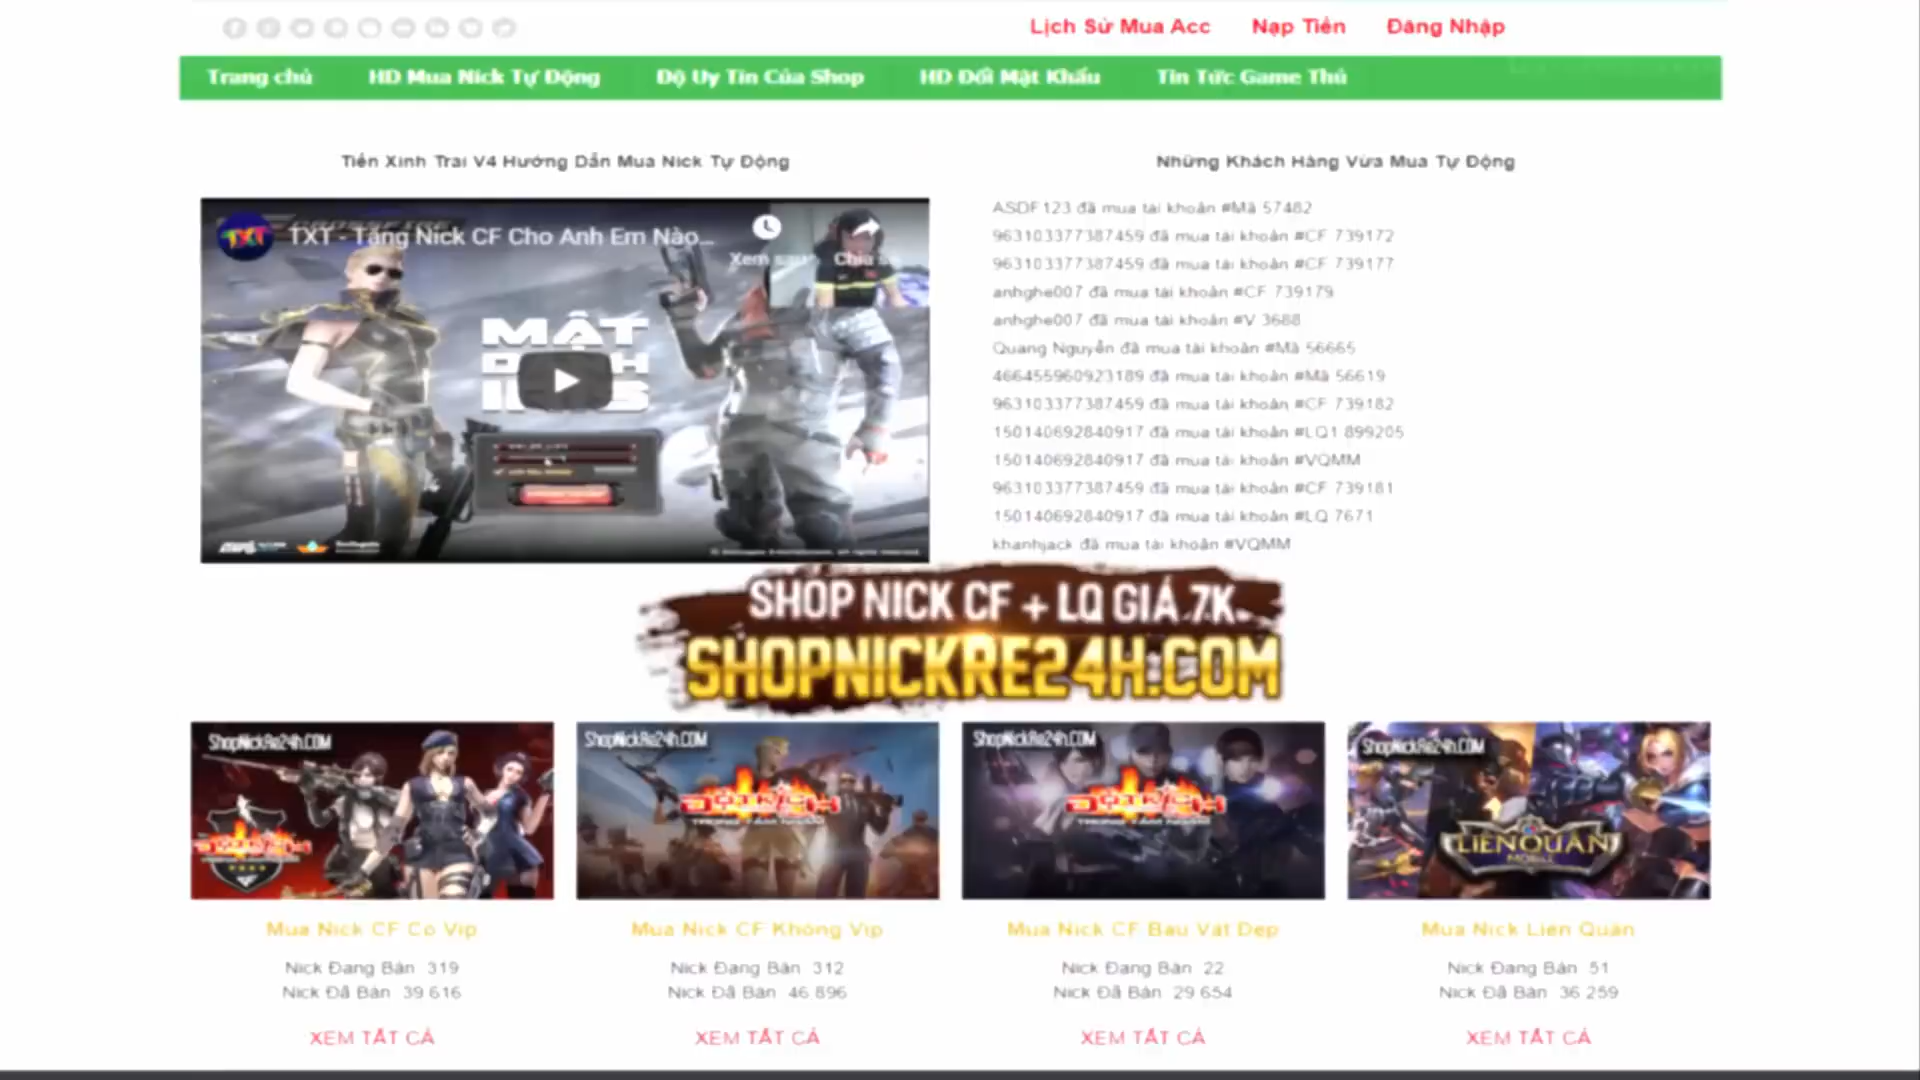 Lịch Sử Mua Acc
Nạp Tiền
Đăng Nhập
Trang chủ
HD Mua Nick Tự Động
Độ Uy Tín Của Shop
HD Đổi Mật Khẩu
Tin Tức Game Thủ
Tiền Xinh Trai V4 Hướng Dẫn Mua Nick Tự Động
TXT
TXT - Tặng Nick CF Cho Anh Em Nào...
Xem sau
Chia sẻ
MẬT
Những Khách Hàng Vừa Mua Tự Động
ASDF123 đã mua tài khoản #Mã 57482
963103377387459 đã mua tài khoản #CF 739172
963103377387459 đã mua tài khoản #CF 739177
anhghe007 đã mua tài khoản #CF 739179
anhghe007 đã mua tài khoản #V 3688
Quang Nguyễn đã mua tài khoản #Mã 56665
466455960923189 đã mua tài khoản #Mã 56619
963103377387459 đã mua tài khoản #CF 739182
150140692840917 đã mua tài khoản #LQ1 899205
150140692840917 đã mua tài khoản #VQMM
963103377387459 đã mua tài khoản #CF 739181
150140692840917 đã mua tài khoản #LQ 7671
khanhjack đã mua tài khoản #VQMM
SHOP NICK CF + LQ GIÁ 7K
SHOPNICKRE24H.COM
ShopNickRe24h.COM
ShopNickRe24h.COM
ShopNickRe24h.COM
ShopNickRe24h.COM
LIÊN QUÂN
MOBILE
Mua Nick CF Có Vip
Nick Đang Bán 319
Nick Đã Bán 39 616
XEM TẤT CẢ
Mua Nick CF Không Vip
Nick Đang Bán 312
Nick Đã Bán 46 896
XEM TẤT CẢ
Mua Nick CF Báu Vật Đẹp
Nick Đang Bán 22
Nick Đã Bán 29 654
XEM TẤT CẢ
Mua Nick Liên Quân
Nick Đang Bán 51
Nick Đã Bán 36 259
XEM TẤT CẢ